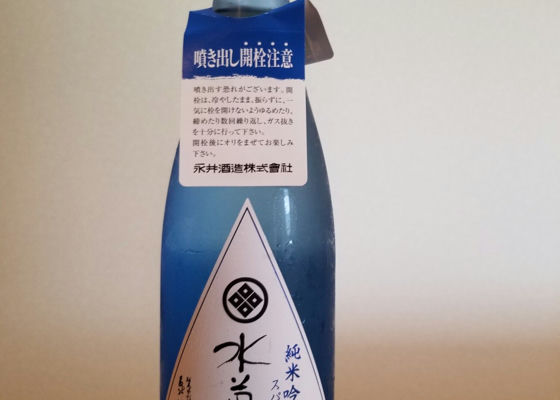 噴き出し開栓注意
噴き出す恐れがございます。開
栓は、冷やしたまま、振らずに、一
気に栓を開けないようゆるめたり、
締めたり数回繰り返し、ガス抜き
を十分に行って下さい。
開栓後にオリをまぜてお楽しみ
下さい。
永井酒造株式會社
純米吟
スパ
水